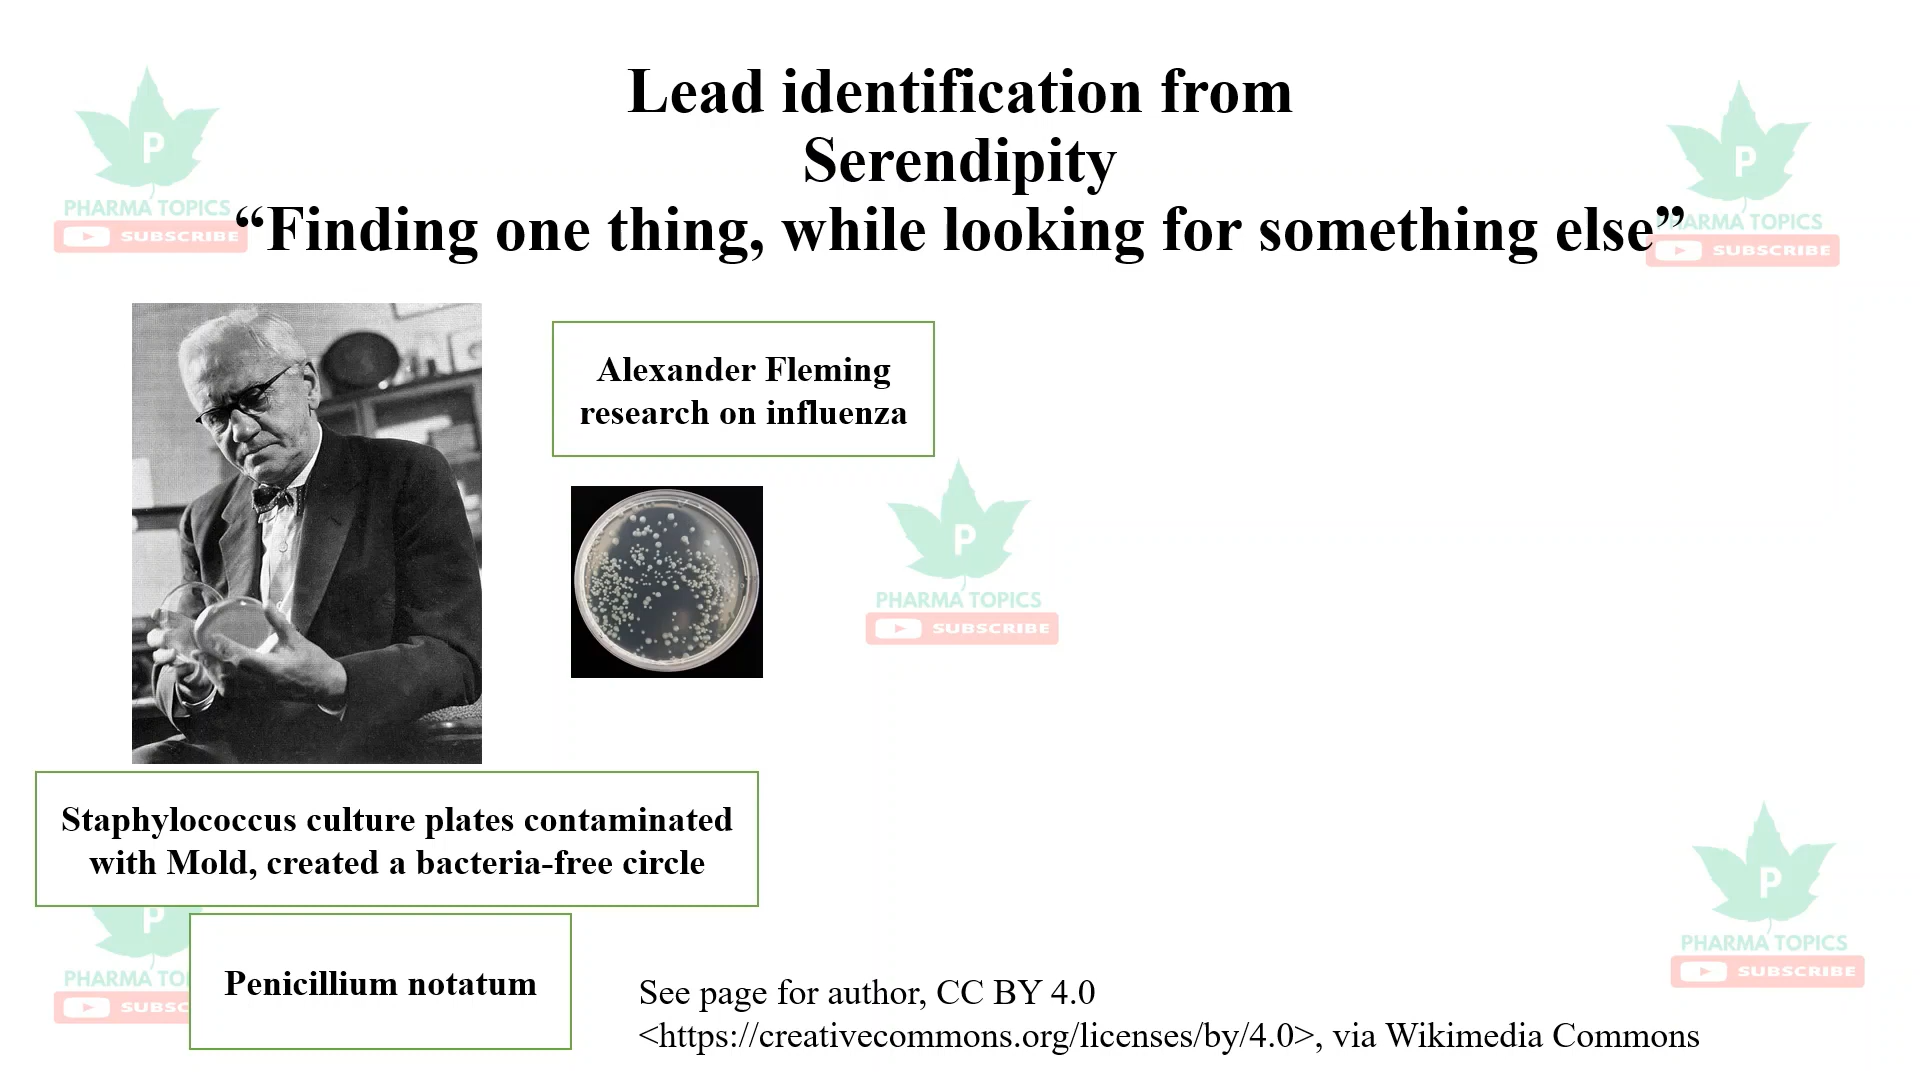 Lead identification from
Serendipity
“Finding one thing, while looking for something else”
P
PHARMA TOPICS
SUBSCRIBE
P
PHARMA TOPICS
SUBSCRIBE
Alexander Fleming
research on influenza
P
PHARMA TOPICS
SUBSCRIBE
Staphylococcus culture plates contaminated
with Mold, created a bacteria-free circle
P
PHARMA TO
SUBSC
Penicillium notatum
P
PHARMA TOPICS
SUBSCRIBE
See page for author, CC BY 4.0
<https://creativecommons.org/licenses/by/4.0>, via Wikimedia Commons